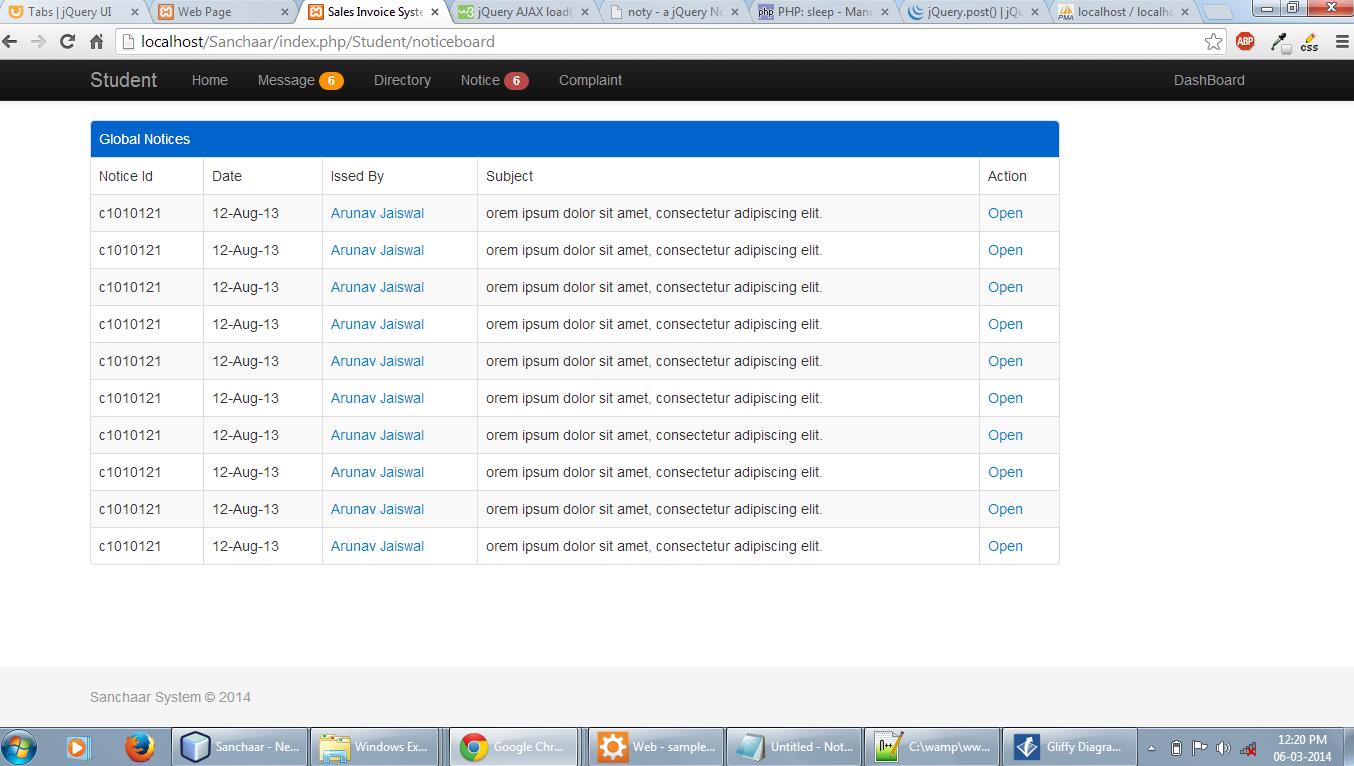 Tabs | jQuery UI
Web Page
Sales Invoice Syste
jQuery AJAX load(
noty - a jQuery N
PHP: sleep - Manu
jQuery.post() | jQu
localhost / localho
localhost/Sanchaar/index.php/Student/noticeboard
ABP
css
Student Home Message 6 Directory Notice 6 Complaint DashBoard
Global Notices
Notice Id Date Issed By Subject Action
c1010121 12-Aug-13 Arunav Jaiswal orem ipsum dolor sit amet, consectetur adipiscing elit. Open
c1010121 12-Aug-13 Arunav Jaiswal orem ipsum dolor sit amet, consectetur adipiscing elit. Open
c1010121 12-Aug-13 Arunav Jaiswal orem ipsum dolor sit amet, consectetur adipiscing elit. Open
c1010121 12-Aug-13 Arunav Jaiswal orem ipsum dolor sit amet, consectetur adipiscing elit. Open
c1010121 12-Aug-13 Arunav Jaiswal orem ipsum dolor sit amet, consectetur adipiscing elit. Open
c1010121 12-Aug-13 Arunav Jaiswal orem ipsum dolor sit amet, consectetur adipiscing elit. Open
c1010121 12-Aug-13 Arunav Jaiswal orem ipsum dolor sit amet, consectetur adipiscing elit. Open
c1010121 12-Aug-13 Arunav Jaiswal orem ipsum dolor sit amet, consectetur adipiscing elit. Open
c1010121 12-Aug-13 Arunav Jaiswal orem ipsum dolor sit amet, consectetur adipiscing elit. Open
c1010121 12-Aug-13 Arunav Jaiswal orem ipsum dolor sit amet, consectetur adipiscing elit. Open
Sanchaar System © 2014
Sanchaar - Ne...
Windows Ex...
Google Chr...
Web - sample...
Untitled - Not...
C:\wamp\ww...
Gliffy Diagra...
12:20 PM
06-03-2014